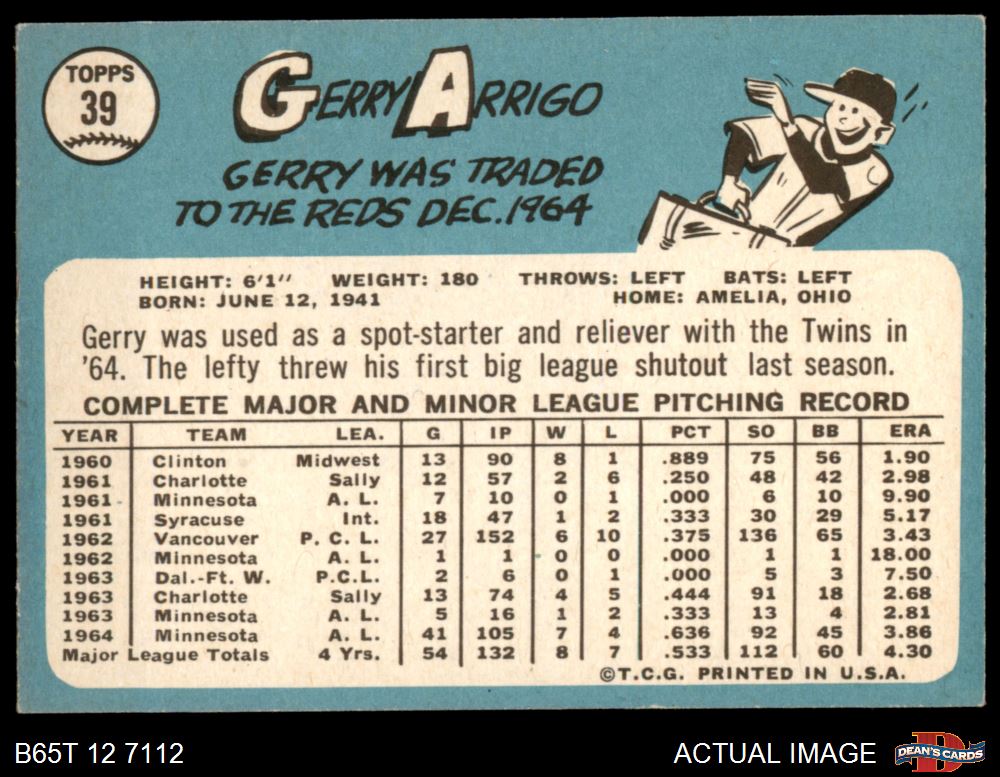 TOPPS
39
GERRY ARRIGO
GERRY WAS TRADED
TO THE REDS DEC. 1964
HEIGHT: 6'1" WEIGHT: 180 THROWS: LEFT BATS: LEFT
BORN: JUNE 12, 1941 HOME: AMELIA, OHIO
Gerry was used as a spot-starter and reliever with the Twins in
'64. The lefty threw his first big league shutout last season.
COMPLETE MAJOR AND MINOR LEAGUE PITCHING RECORD
YEAR TEAM LEA. G IP W L PCT SO BB ERA
1960 Clinton Midwest 13 90 8 1 .889 75 56 1.90
1961 Charlotte Sally 12 57 2 6 .250 48 42 2.98
1961 Minnesota A. L. 7 10 0 1 .000 6 10 9.90
1961 Syracuse Int. 18 47 1 2 .333 30 29 5.17
1962 Vancouver P. C. L. 27 152 6 10 .375 136 65 3.43
1962 Minnesota A. L. 1 1 0 0 .000 1 1 18.00
1963 Dal.-Ft. W. P.C.L. 2 6 0 1 .000 5 3 7.50
1963 Charlotte Sally 13 74 4 5 .444 91 18 2.68
1963 Minnesota A. L. 5 16 1 2 .333 13 4 2.81
1964 Minnesota A. L. 41 105 7 4 .636 92 45 3.86
Major League Totals 4 Yrs. 54 132 8 7 .533 112 60 4.30
©T.C.G. PRINTED IN U.S.A.
B65T 12 7112 ACTUAL IMAGE
D
DEAN'S CARDS